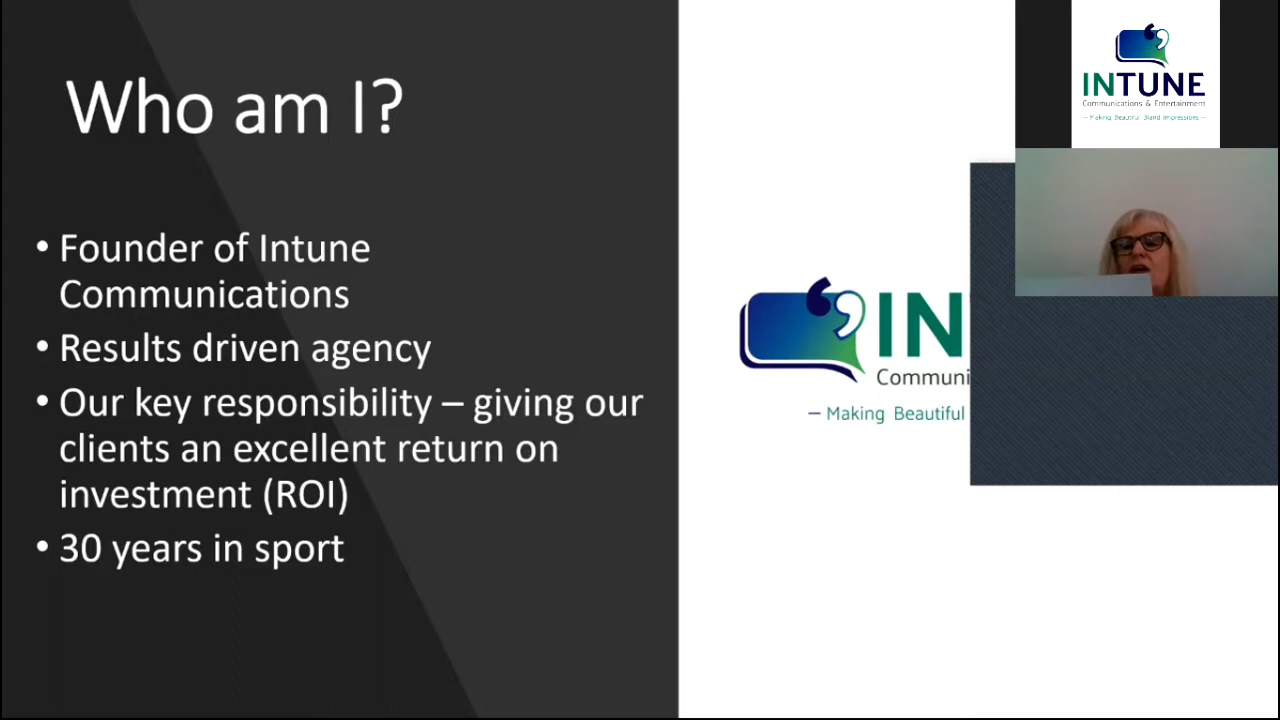 Who am I?
• Founder of Intune
Communications
• Results driven agency
• Our key responsibility – giving our
clients an excellent return on
investment (ROI)
• 30 years in sport
IN
Communi
– Making Beautiful
INTUNE
Communications & Entertainment
– Making Beautiful Brand Impressions –